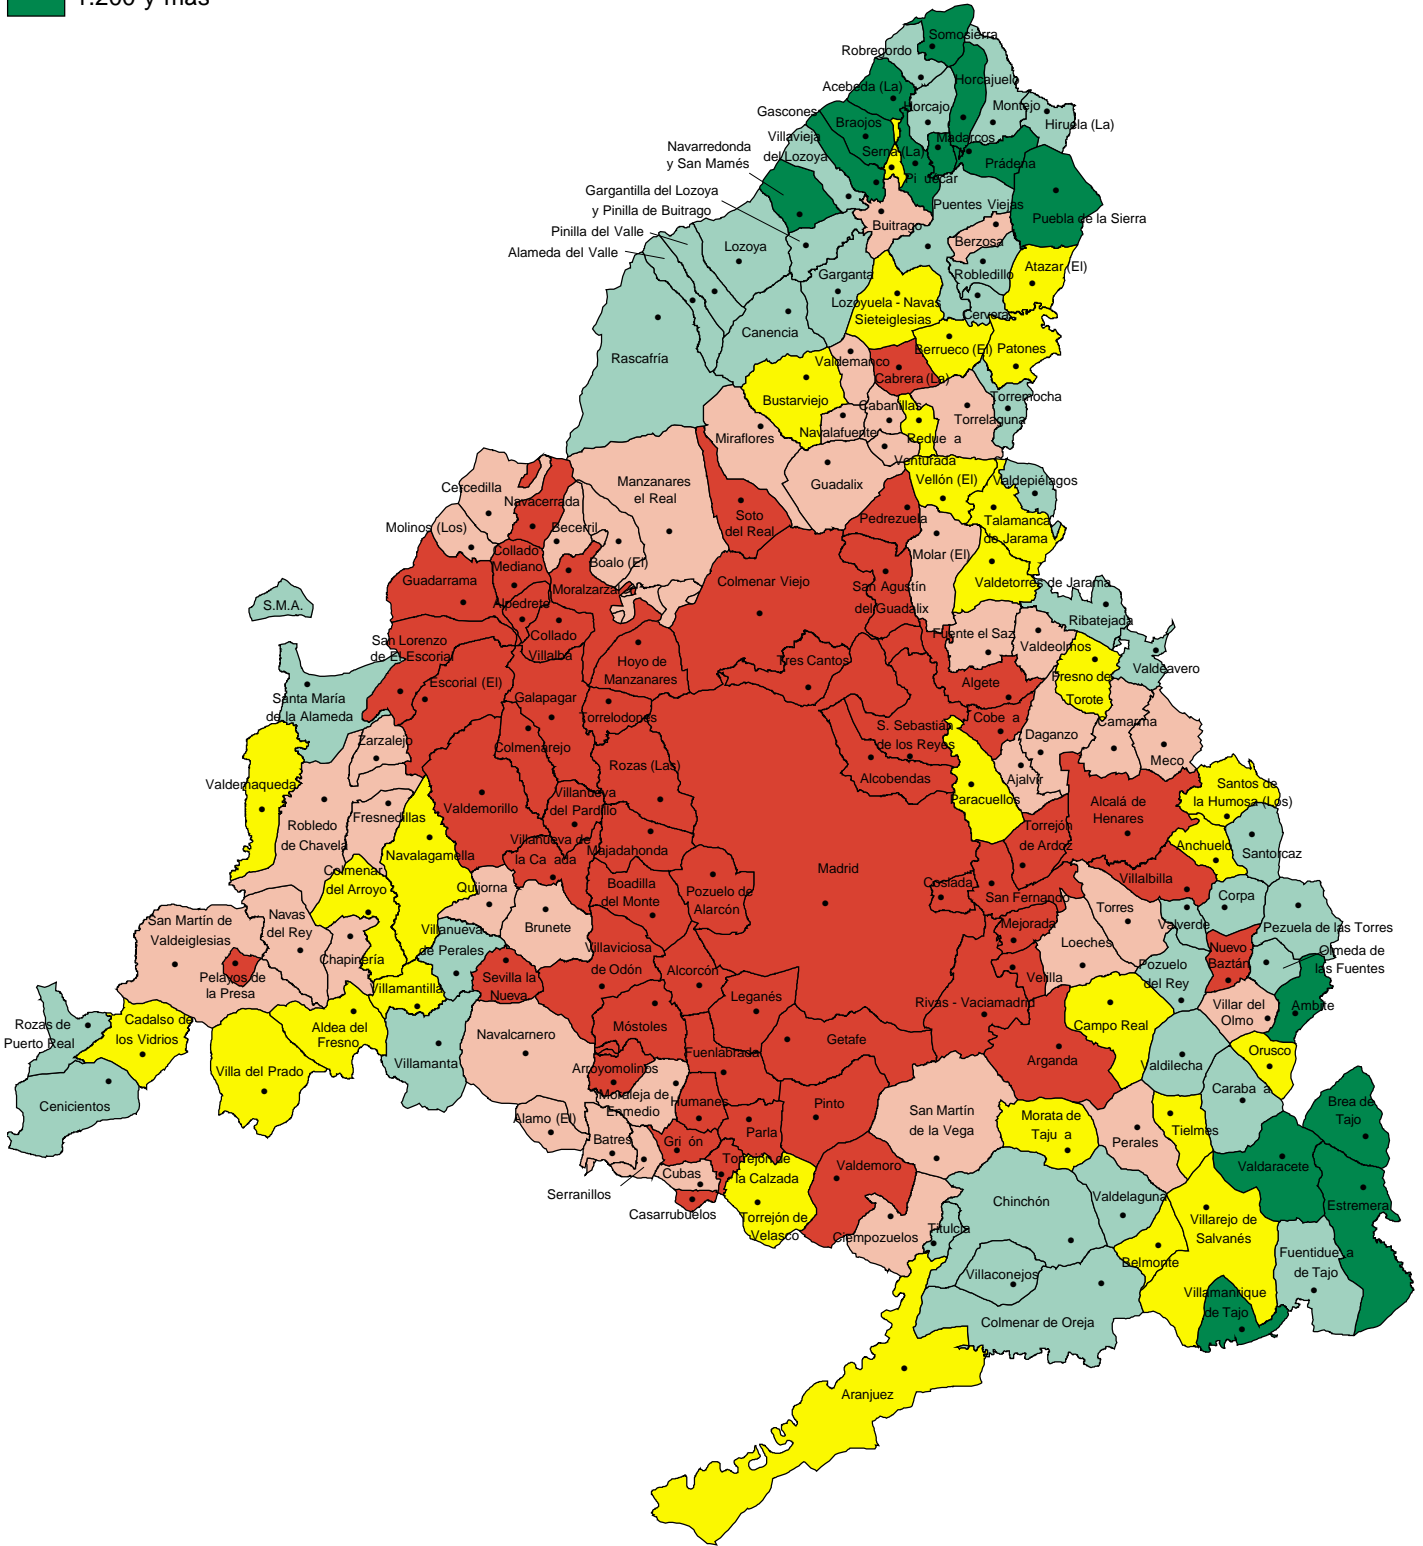 1.200 y más
Somosierra
Robregordo
Horcajuelo
Acebeda (La)
Horcajo
Montejo
Gascones
Braojos
Hiruela (La)
Villavieja
del Lozoya
Madarcos
Navarredonda
y San Mamés
Serna (La)
Prádena
Pi uécar
Gargantilla del Lozoya
y Pinilla de Buitrago
Puentes Viejas
Puebla de la Sierra
Buitrago
Pinilla del Valle
Berzosa
Alameda del Valle
Lozoya
Garganta
Robledillo
Atazar (El)
Lozoyuela - Navas
Sieteiglesias
Cervera
Canencia
Rascafría
Valdemanco
Berrueco (El)
Patones
Cabrera (La)
Bustarviejo
Cabanillas
Torremocha
Torrelaguna
Miraflores
Navalafuente
Redue a
Venturada
Manzanares
el Real
Guadalix
Vellón (El)
Valdepiélagos
Cercedilla
Navacerrada
Molinos (Los)
Becerril
Soto
del Real
Pedrezuela
Talamanca
de Jarama
Collado
Mediano
Boalo (El)
Molar (El)
Guadarrama
Moralzarzal
Colmenar Viejo
San Agustín
del Guadalix
Valdetorres de Jarama
S.M.A.
Alpedrete
Ribatejada
Collado
Villalba
San Lorenzo
de El Escorial
Fuente el Saz
Valdeolmos
Hoyo de
Manzanares
Tres Cantos
Valdeavero
Escorial (El)
Algete
Fresno de
Torote
Santa María
de la Alameda
Galapagar
Torrelodones
Cobe a
Camarma
S. Sebastián
de los Reyes
Daganzo
Zarzalejo
Colmenarejo
Meco
Rozas (Las)
Alcobendas
Ajalvir
Valdemaqueda
Villanueva
del Pardillo
Paracuellos
Santos de
la Humosa (Los)
Valdemorillo
Alcalá de
Henares
Robledo
de Chavela
Fresnedillas
Torrejón
de Ardoz
Villanueva de
la Ca ada
Majadahonda
Anchuelo
Santorcaz
Navalagamella
Madrid
Colmenar
del Arroyo
Boadilla
del Monte
Pozuelo de
Alarcón
Coslada
Villalbilla
Quijorna
San Fernando
Corpa
San Martín de
Valdeiglesias
Navas
del Rey
Torres
Brunete
Mejorada
Valverde
Pezuela de las Torres
Villanueva
de Perales
Loeches
Villaviciosa
de Odón
Nuevo
Baztán
Olmeda de
las Fuentes
Chapinería
Alcorcón
Pozuelo
del Rey
Pelayos de
la Presa
Sevilla la
Nueva
Velilla
Villamantilla
Leganés
Rivas - Vaciamadrid
Villar del
Olmo
Ambite
Rozas de
Puerto Real
Cadalso de
los Vidrios
Aldea del
Fresno
Navalcarnero
Móstoles
Campo Real
Getafe
Fuenlabrada
Orusco
Villamanta
Arroyomolinos
Arganda
Valdilecha
Villa del Prado
Caraba a
Cenicientos
Moraleja de
Enmedio
Humanes
Pinto
San Martín
de la Vega
Brea de
Tajo
Alamo (El)
Morata de
Taju a
Parla
Tielmes
Batres
Gri ón
Perales
Torrejón de
la Calzada
Valdemoro
Cubas
Valdaracete
Serranillos
Valdelaguna
Chinchón
Estremera
Casarrubuelos
Torrejón de
Velasco
Villarejo de
Salvanés
Titulcia
Ciempozuelos
Fuentidue a
de Tajo
Belmonte
Villaconejos
Villamanrique
de Tajo
Colmenar de Oreja
Aranjuez